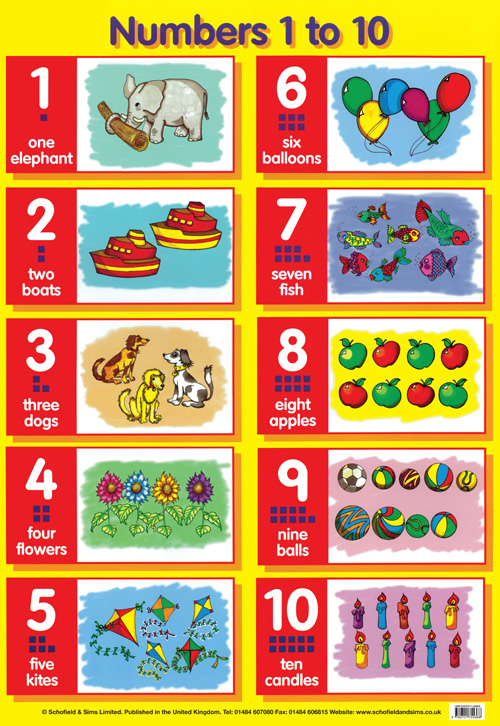 Numbers 1 to 10
1
one
elephant
2
two
boats
3
three
dogs
4
four
flowers
5
five
kites
6
six
balloons
7
seven
fish
8
eight
apples
9
nine
balls
10
ten
candles
© Schofield & Sims Limited. Published in the United Kingdom. Tel: 01484 607080 Fax: 01484 606815 Website: www.schofieldandsims.co.uk